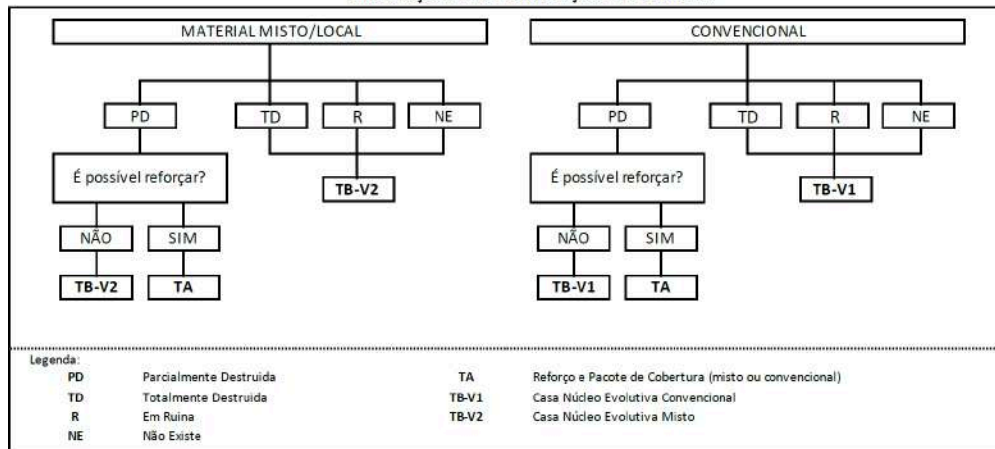 MATERIAL MISTO/LOCAL
CONVENCIONAL
PD
TD
R
NE
PD
TD
R
NE
É possível reforçar?
TB-V2
É possível reforçar?
TB-V1
NÃO
SIM
NÃO
SIM
TB-V2
TA
TB-V1
TA
Legenda:
PD Parcialmente Destruida TA Reforço e Pacote de Cobertura (misto ou convencional)
TD Totalmente Destruida TB-V1 Casa Núcleo Evolutiva Convencional
R Em Ruina TB-V2 Casa Núcleo Evolutiva Misto
NE Não Existe